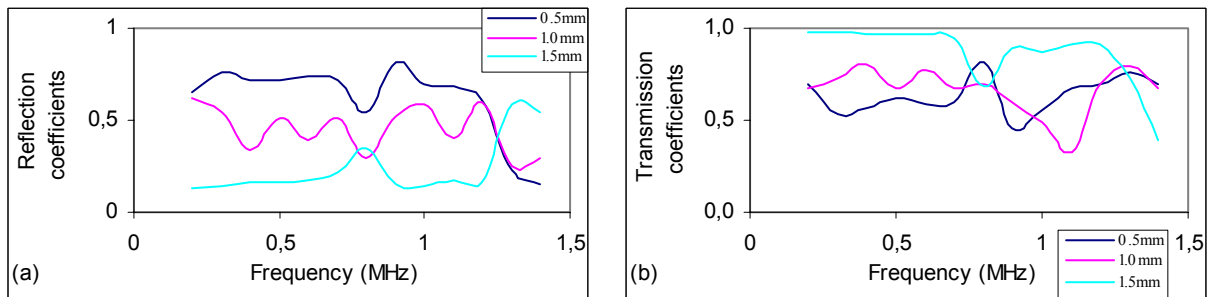 1
0,5
0
Reflection
coefficients
0
0,5
1
1,5
Frequency (MHz)
(a)
0.5mm
1.0 mm
1.5mm
1,0
0,5
0,0
Transmission
coefficients
0
0,5
1
1,5
Frequency (MHz)
(b)
0.5mm
1.0 mm
1.5mm